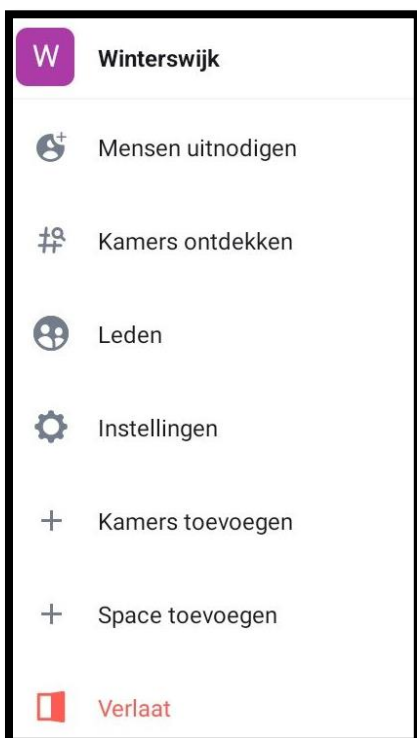 W
Winterswijk
Mensen uitnodigen
Kamers ontdekken
Leden
Instellingen
Kamers toevoegen
Space toevoegen
Verlaat